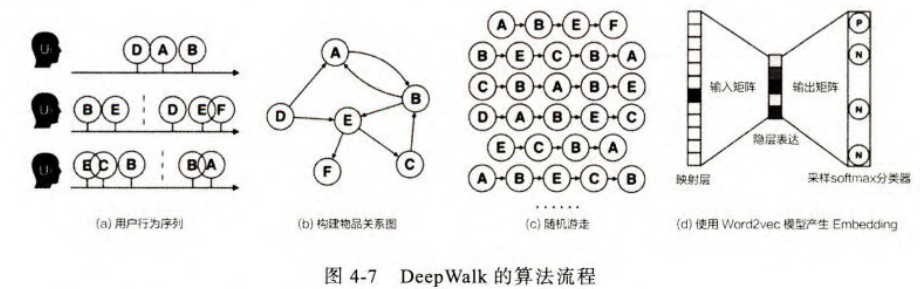 D A B
B E D E F
E C B B A
(a) 用户行为序列
A
B
D
E
F
C
(b) 构建物品关系图
A B E F
B E C B A
C B A B E
D A B E C
E C B A
A B E C B
······
(c) 随机游走
P
N
N
N
输入矩阵
输出矩阵
隐层表达
映射层
采样softmax分类器
(d) 使用 Word2vec 模型产生 Embedding
图 4-7 DeepWalk 的算法流程